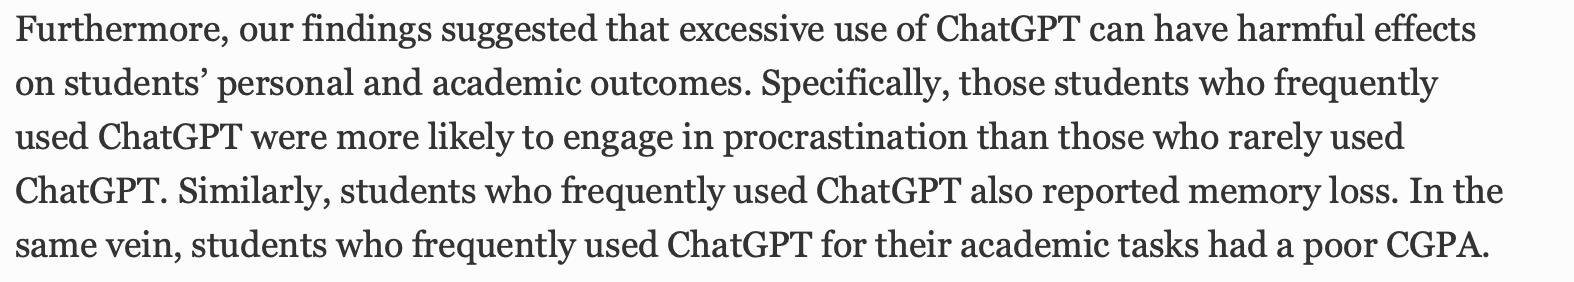 Furthermore, our findings suggested that excessive use of ChatGPT can have harmful effects
on students’ personal and academic outcomes. Specifically, those students who frequently
used ChatGPT were more likely to engage in procrastination than those who rarely used
ChatGPT. Similarly, students who frequently used ChatGPT also reported memory loss. In the
same vein, students who frequently used ChatGPT for their academic tasks had a poor CGPA.